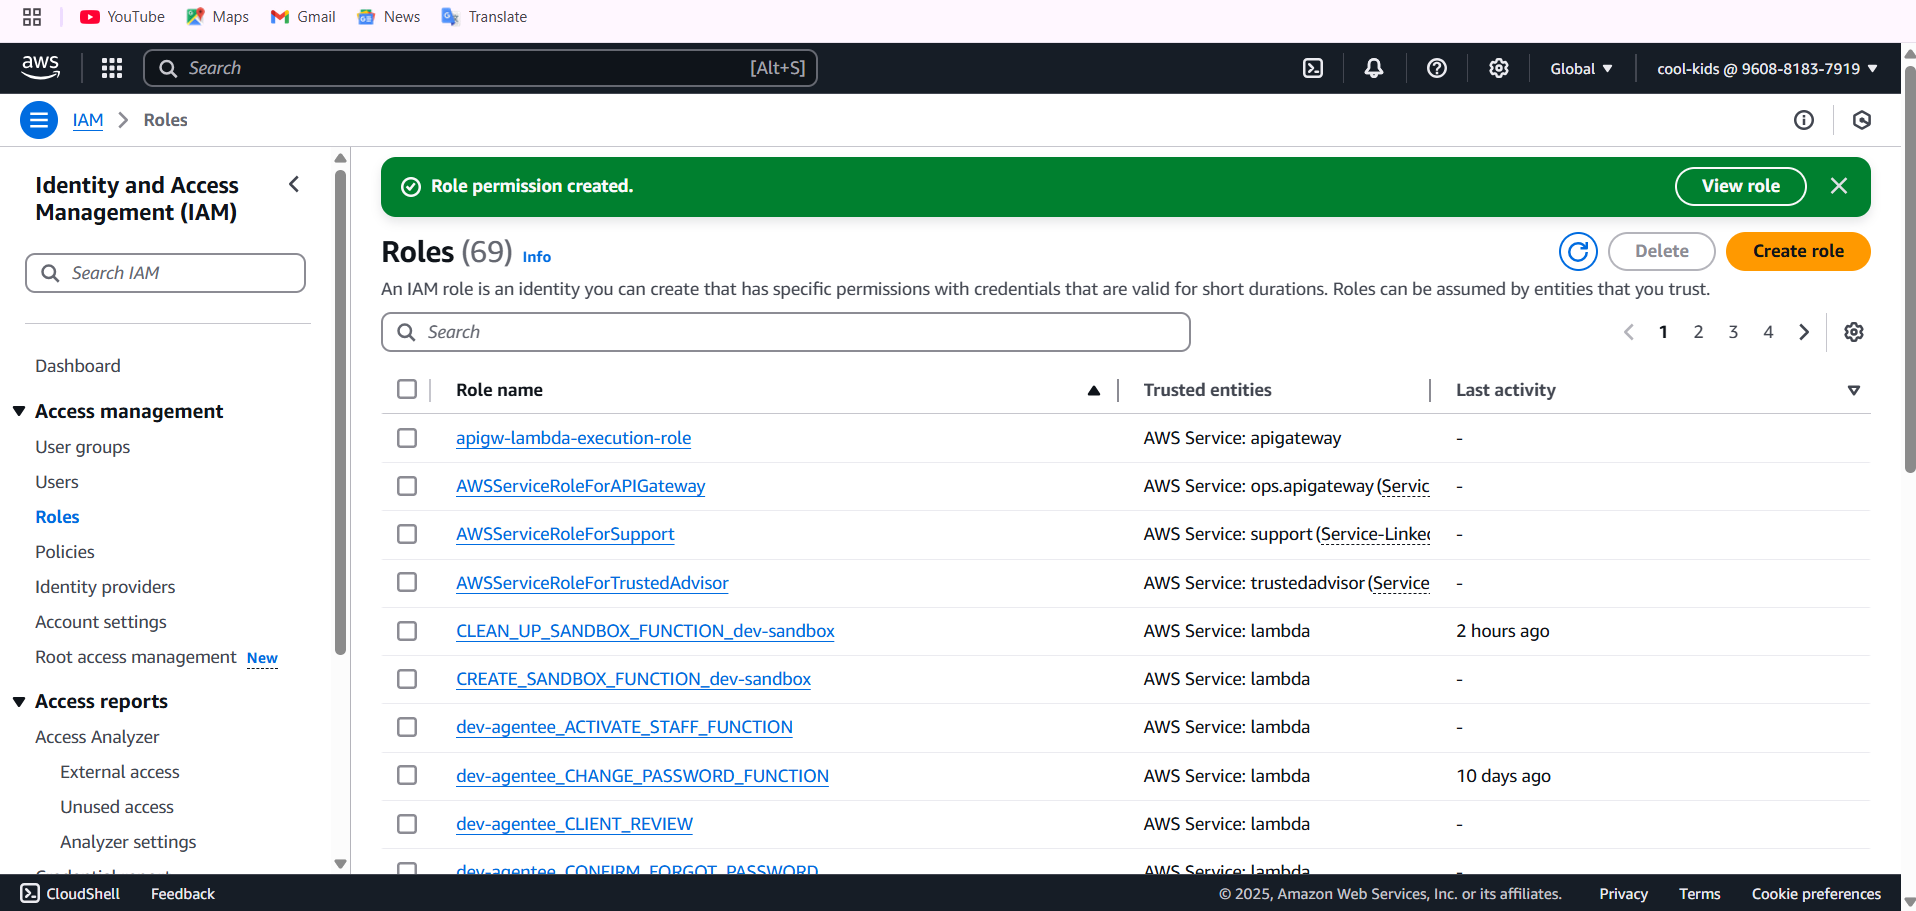 YouTube Maps Gmail News Translate
aws Search [Alt+S] Global cool-kids @ 9608-8183-7919
IAM Roles
Identity and Access Management (IAM)
Search IAM
Dashboard
Access management
User groups
Users
Roles
Policies
Identity providers
Account settings
Root access management New
Access reports
Access Analyzer
External access
Unused access
Analyzer settings
Role permission created. View role
Roles (69) Info Delete Create role
An IAM role is an identity you can create that has specific permissions with credentials that are valid for short durations. Roles can be assumed by entities that you trust.
Search 1 2 3 4
Role name Trusted entities Last activity
apigw-lambda-execution-role AWS Service: apigateway -
AWSServiceRoleForAPIGateway AWS Service: ops.apigateway (Servic -
AWSServiceRoleForSupport AWS Service: support (Service-Linked -
AWSServiceRoleForTrustedAdvisor AWS Service: trustedadvisor (Service -
CLEAN_UP_SANDBOX_FUNCTION_dev-sandbox AWS Service: lambda 2 hours ago
CREATE_SANDBOX_FUNCTION_dev-sandbox AWS Service: lambda -
dev-agentee_ACTIVATE_STAFF_FUNCTION AWS Service: lambda -
dev-agentee_CHANGE_PASSWORD_FUNCTION AWS Service: lambda 10 days ago
dev-agentee_CLIENT_REVIEW AWS Service: lambda -
dev-agentee_CONFIRM_FORGOT_PASSWORD AWS Service: lambda -
CloudShell Feedback © 2025, Amazon Web Services, Inc. or its affiliates. Privacy Terms Cookie preferences